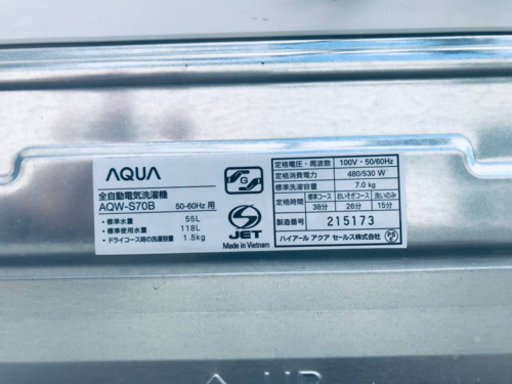 AQUA
全自動電気洗濯機
AQW-S70B 50-60Hz 用
・標準水量 55L
・標準使用水量 118L
・ドライコース時の洗濯容量 1.5kg
G
JET
Made in Vietnam
定格電圧・周波数 100V・50/60Hz
定格消費電力 480/530 W
標準洗濯容量 7.0 kg
定格時間 標準コース おいそぎコース 洗いのみ
38分 26分 15分
製造番号 215173
ハイアール アクア セールス株式会社
PSE
UP